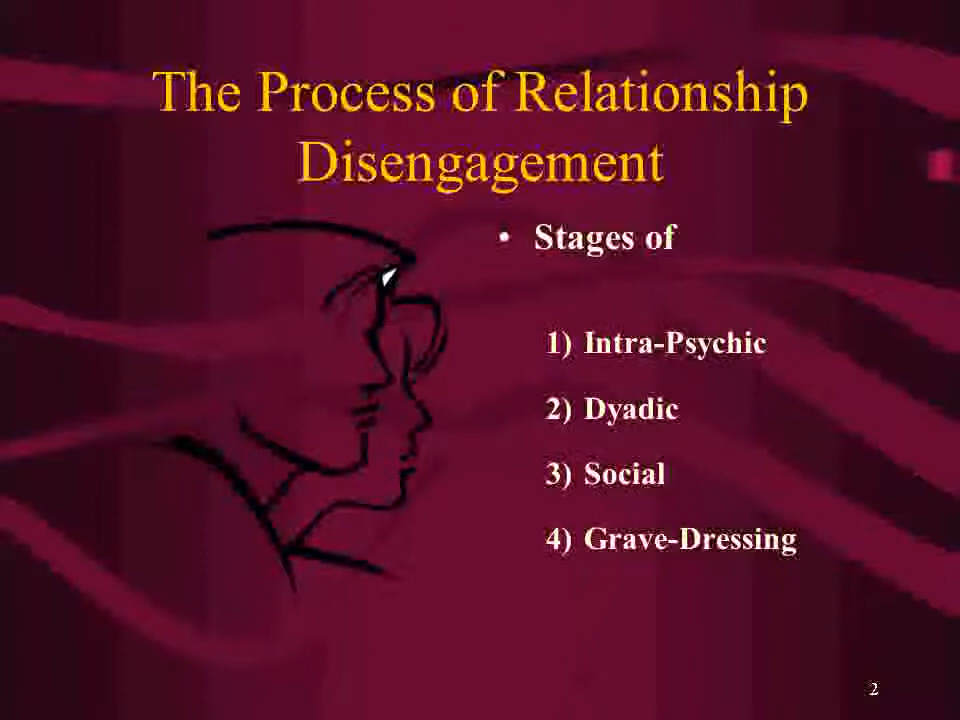 The Process of Relationship
Disengagement
• Stages of
1) Intra-Psychic
2) Dyadic
3) Social
4) Grave-Dressing
2